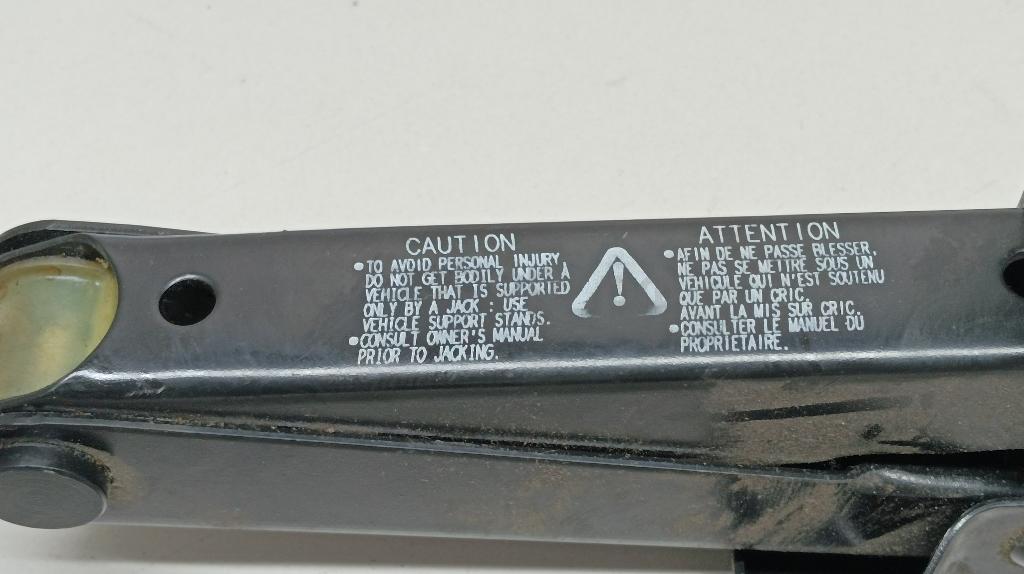 CAUTION
•TO AVOID PERSONAL INJURY,
DO NOT GET BODILY UNDER A
VEHICLE THAT IS SUPPORTED
ONLY BY A JACK : USE
VEHICLE SUPPORT STANDS.
•CONSULT OWNER'S MANUAL
PRIOR TO JACKING.
ATTENTION
•AFIN DE NE PASSE BLESSER.
NE PAS SE METTRE SOUS UN
VEHICULE QUI N'EST SOUTENU
QUE PAR UN CRIC.
AVANT LA MIS SUR CRIC.
•CONSULTER LE MANUEL DU
PROPRIETAIRE.